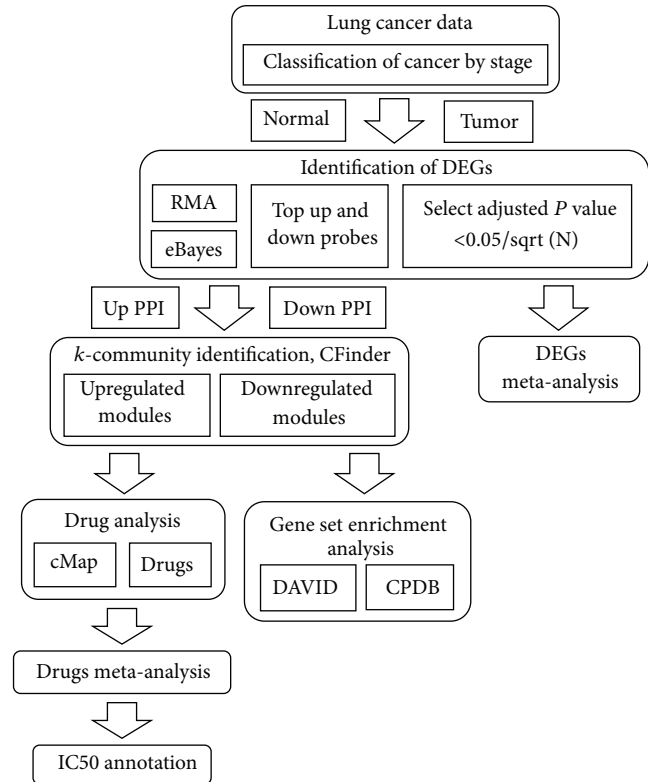 Lung cancer data
Classification of cancer by stage
Normal
Tumor
Identification of DEGs
RMA
eBayes
Top up and
down probes
Select adjusted P value
<0.05/sqrt (N)
Up PPI
Down PPI
DEGs
meta-analysis
k-community identification, CFinder
Upregulated
modules
Downregulated
modules
Drug analysis
cMap
Drugs
Gene set enrichment
analysis
DAVID
CPDB
Drugs meta-analysis
IC50 annotation